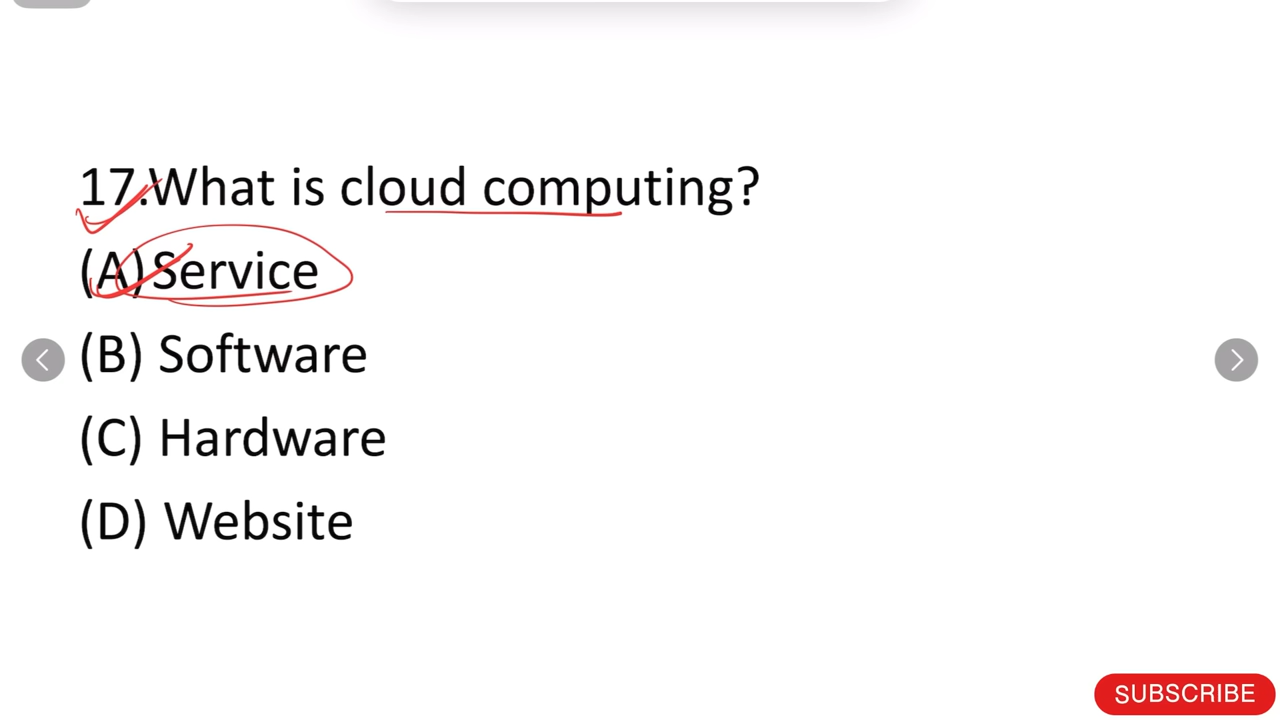 17.What is cloud computing?
(A) Service
(B) Software
(C) Hardware
(D) Website
SUBSCRIBE